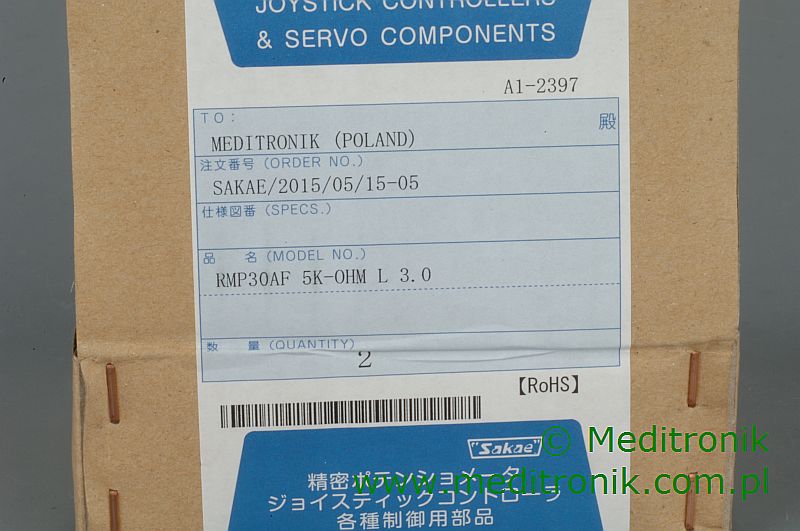 JOYSTICK CONTROLLERS
& SERVO COMPONENTS
A1-2397
TO:
殿
MEDITRONIK (POLAND)
注文番号 (ORDER NO.)
SAKAE/2015/05/15-05
仕様図番 (SPECS.)
品 名 (MODEL NO.)
RMP30AF 5K-OHM L 3.0
数 量 (QUANTITY)
2
【RoHS】
"Sakae"
© Meditronik
精密ポテンショメータ
www.meditronik.com.pl
ジョイスティックコントローラ
各種制御用部品